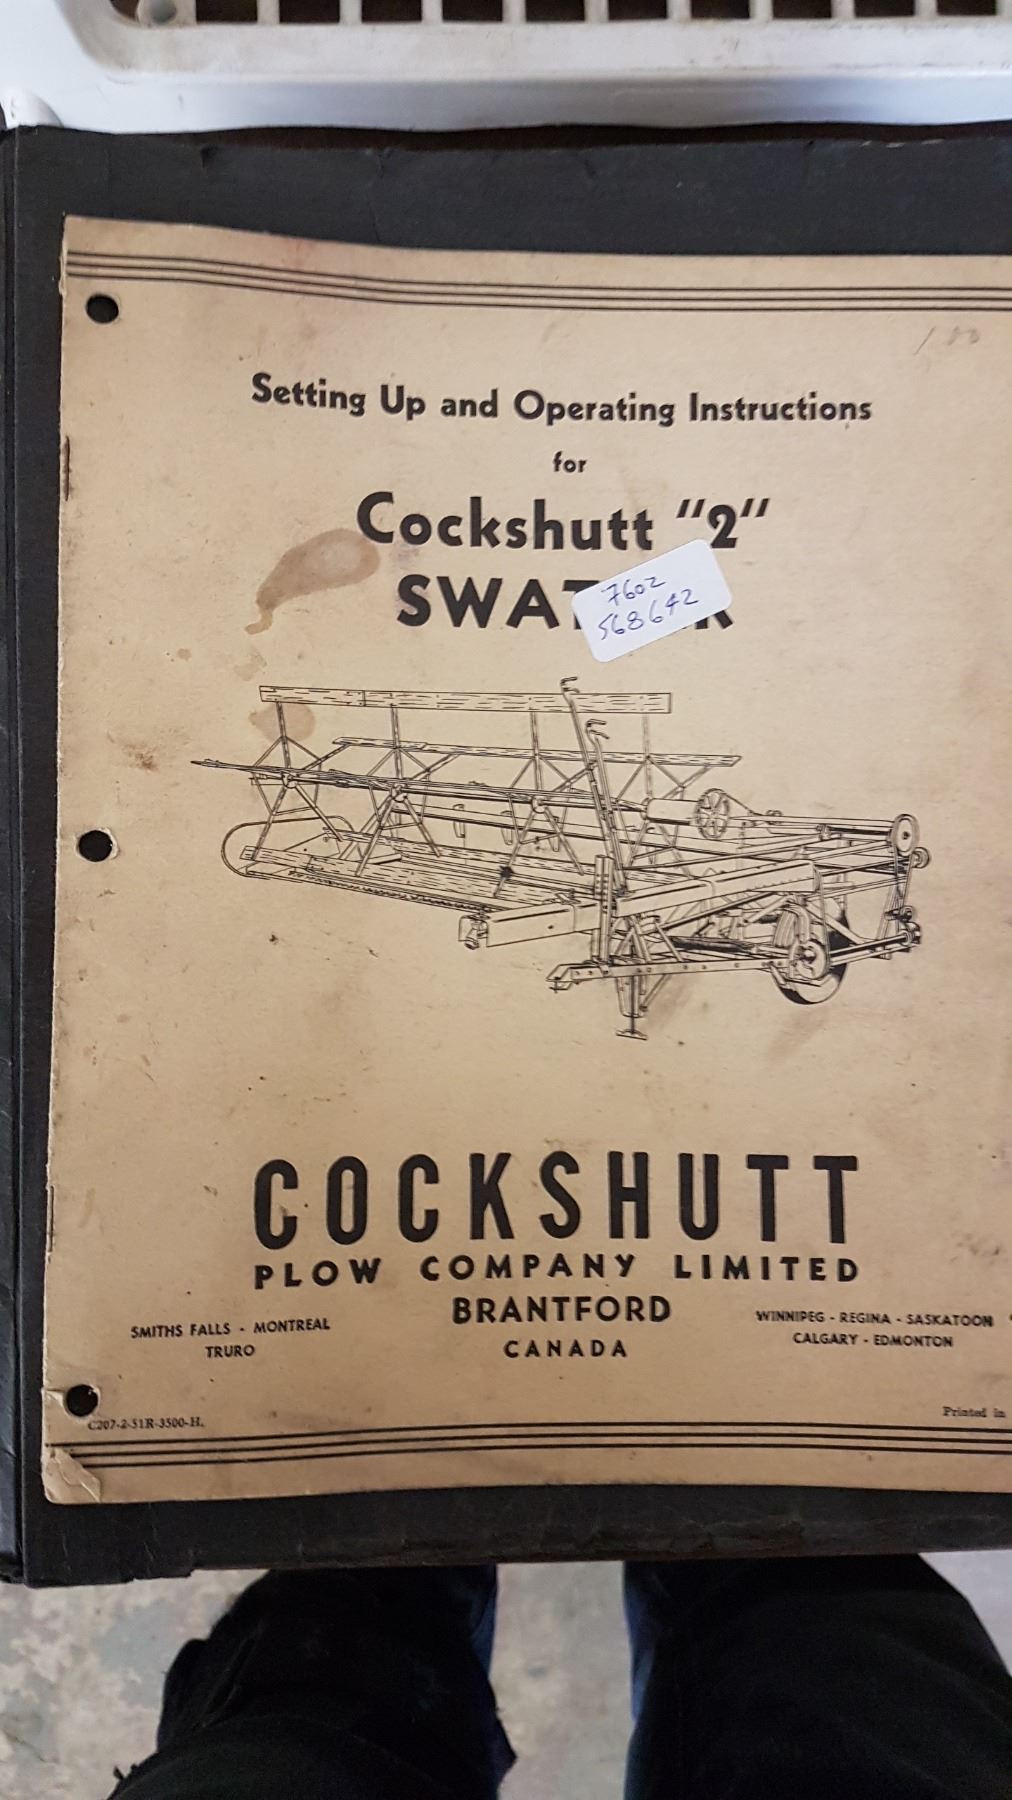 100
Setting Up and Operating Instructions
for
Cockshutt "2"
SWAT R
7602
568642
COCKSHUTT
PLOW COMPANY LIMITED
BRANTFORD
CANADA
SMITHS FALLS - MONTREAL
TRURO
WINNIPEG - REGINA - SASKATOON
CALGARY - EDMONTON
C207-2-51R-3500-H.
Printed in